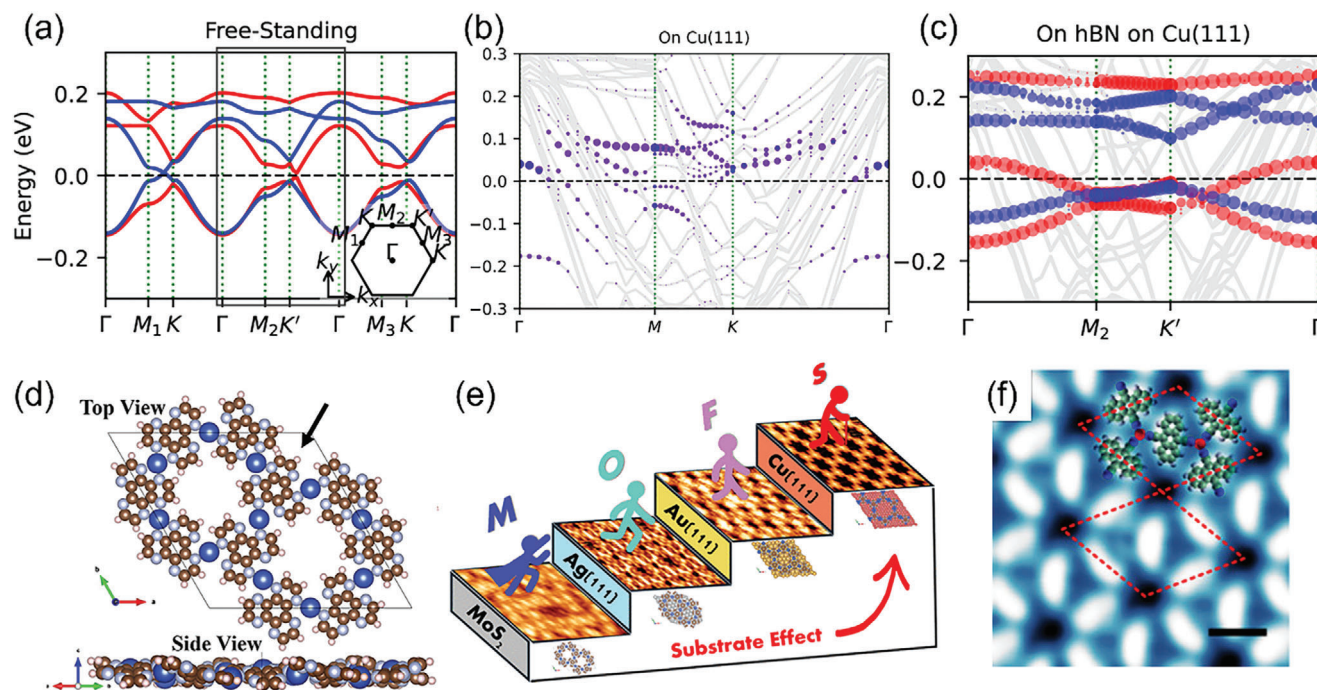 (a)
Free-Standing
Energy (eV)
0.2
0.0
−0.2
K M₂ K′
M₁ M₃
Γ K
k_y
k_x
Γ M₁ K Γ M₂ K′ Γ M₃ K Γ
(b)
On Cu(111)
0.3
0.2
0.1
0.0
−0.1
−0.2
−0.3
Γ M K Γ
(c)
On hBN on Cu(111)
0.2
0.0
−0.2
Γ M₂ K′ Γ
(d)
Top View
b
a
Side View
(e)
M
O
F
S
MoS₂
Ag(111)
Au(111)
Cu(111)
Substrate Effect
(f)